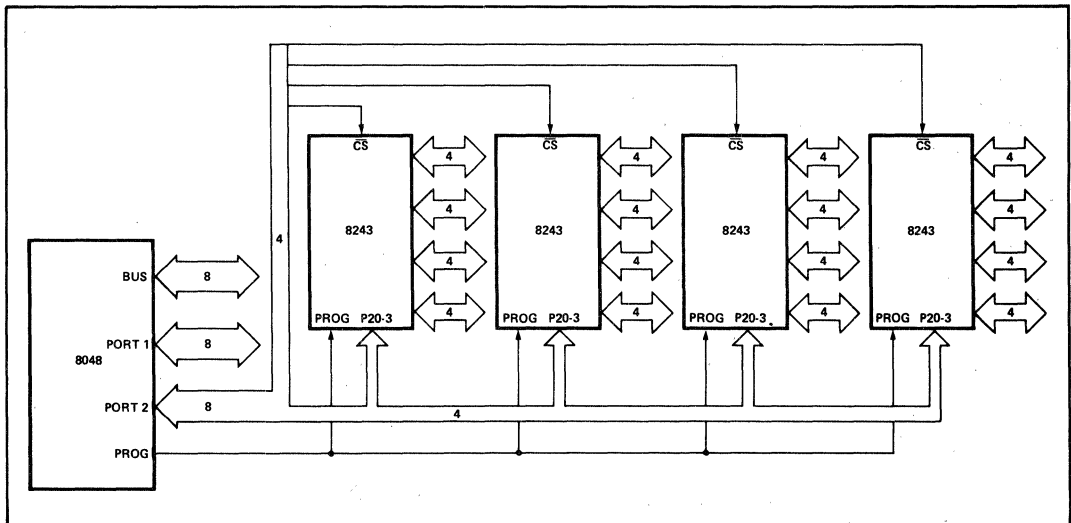 CS CS CS CS
4 4 4 4
4 4 4 4
4
8243 8243 8243 8243
BUS 8
4 4 4 4
PROG P20-3 PROG P20-3 PROG P20-3 PROG P20-3
4 4 4 4
PORT 1 8
8048
PORT 2 8
4
PROG